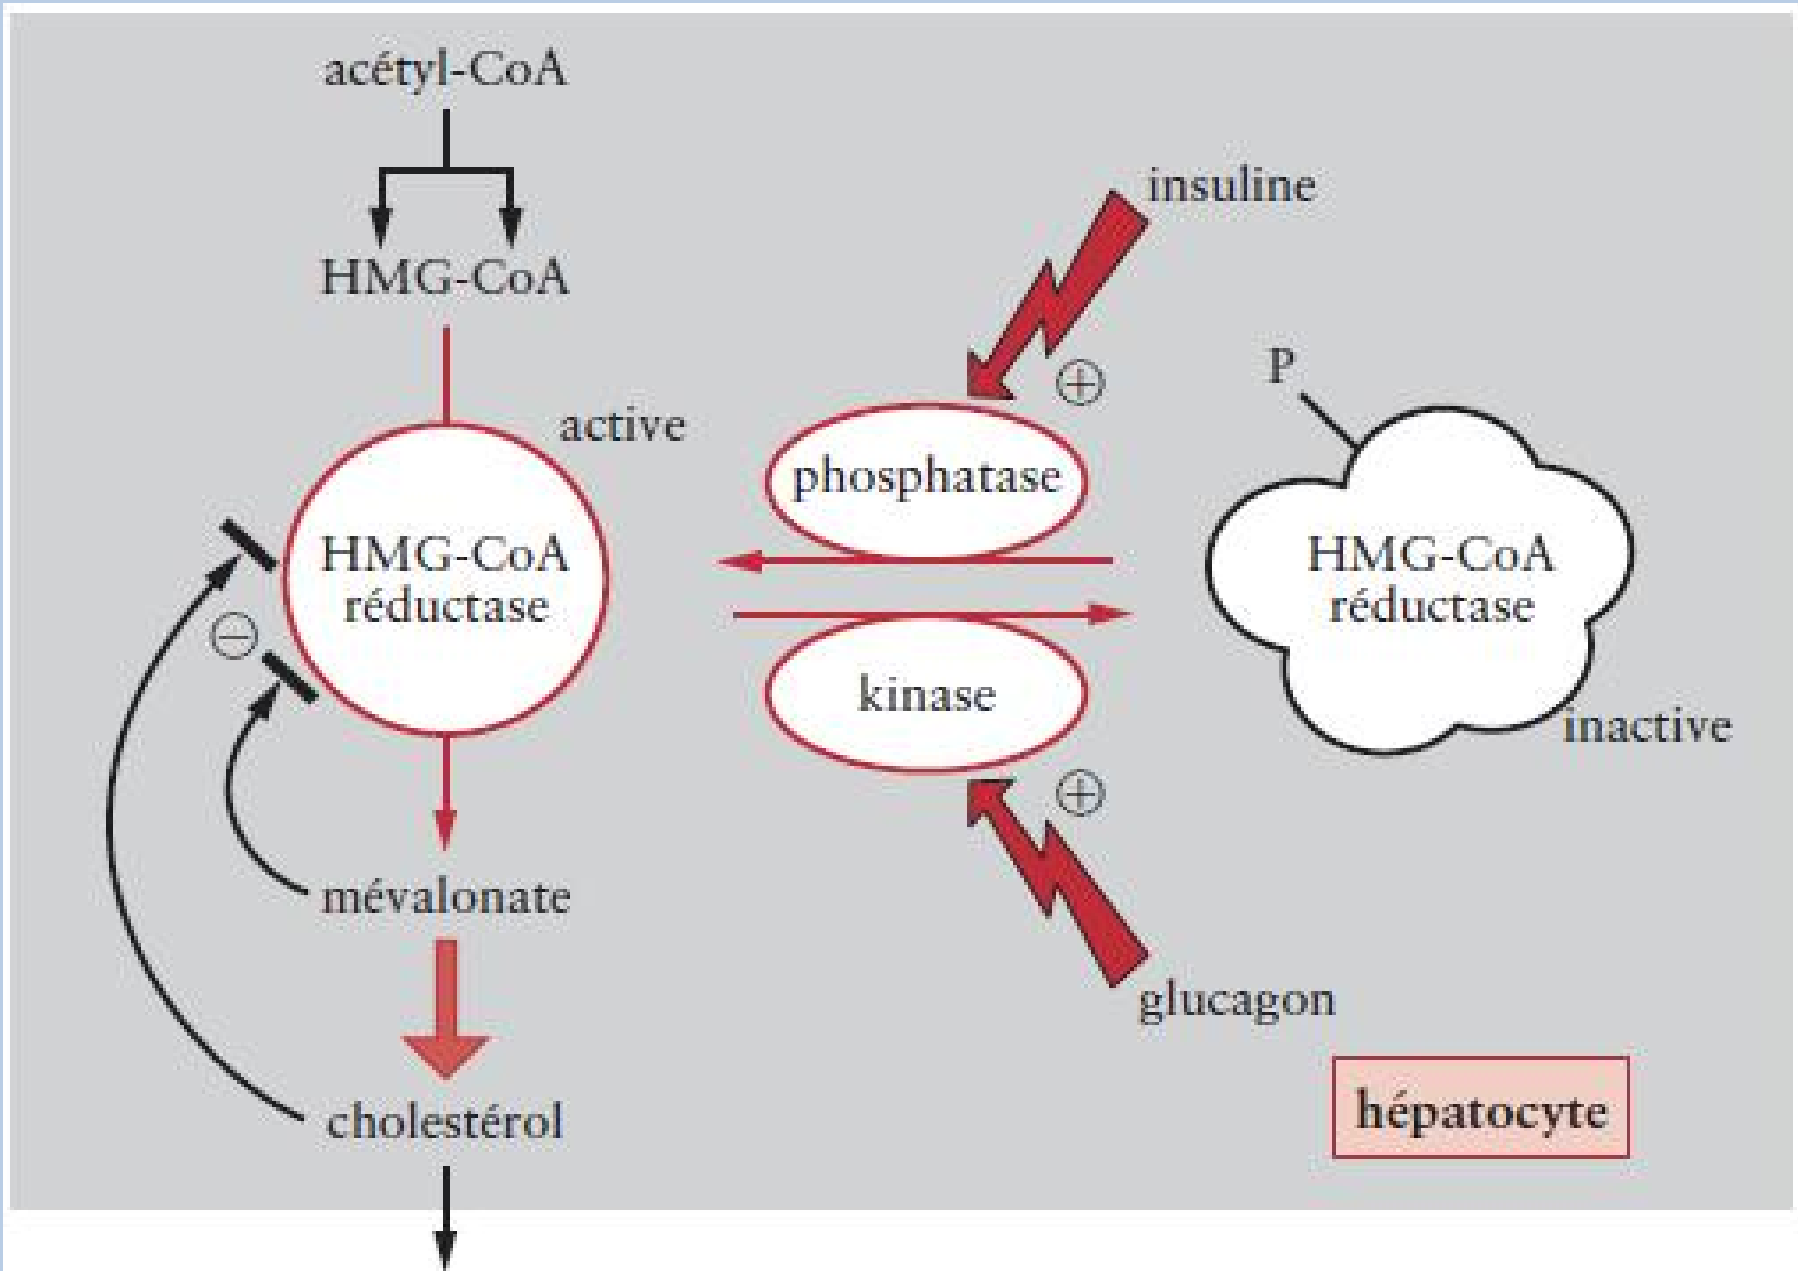 acétyl-CoA
HMG-CoA
active
HMG-CoA
réductase
⊖
mévalonate
cholestérol
insuline
⊕
phosphatase
kinase
⊕
glucagon
P
HMG-CoA
réductase
inactive
hépatocyte